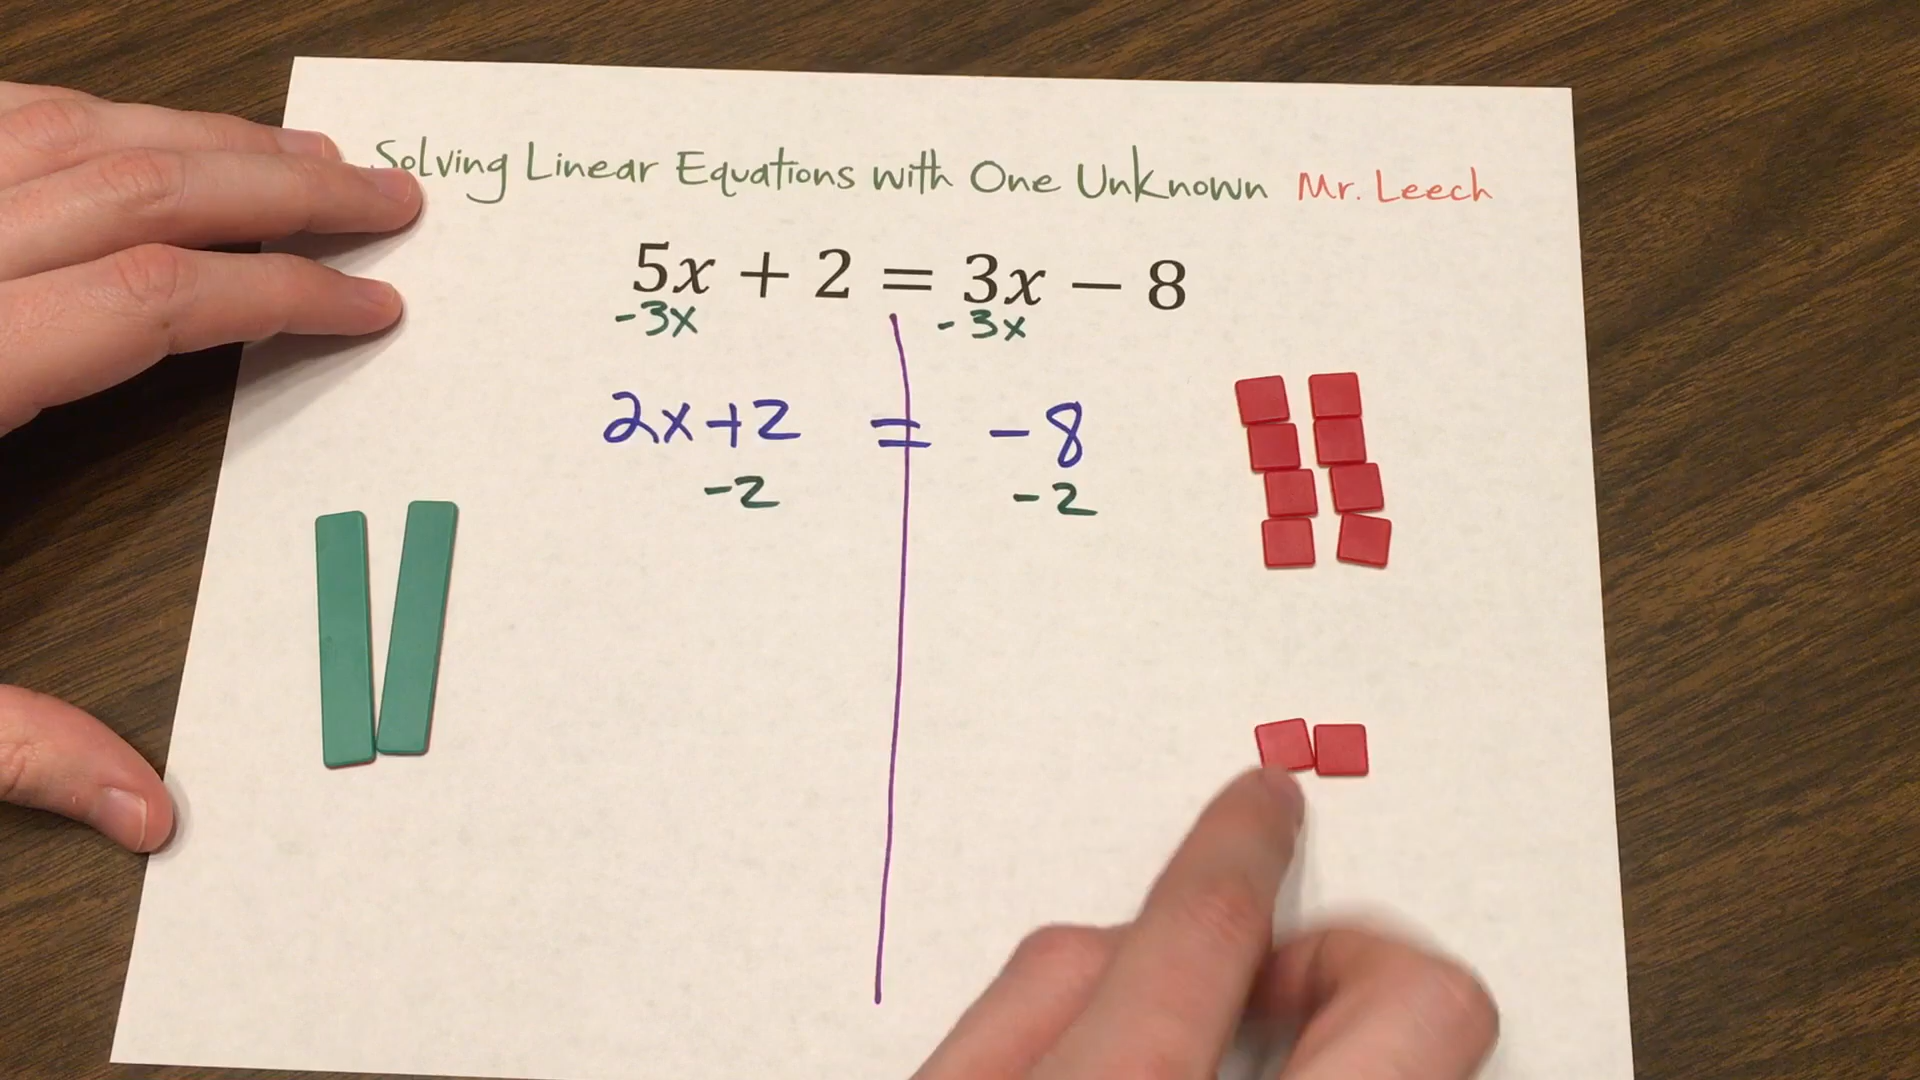 Solving Linear Equations with One Unknown Mr. Leech
5x + 2 = 3x − 8
-3x - 3x
2x+2 = -8
-2 -2